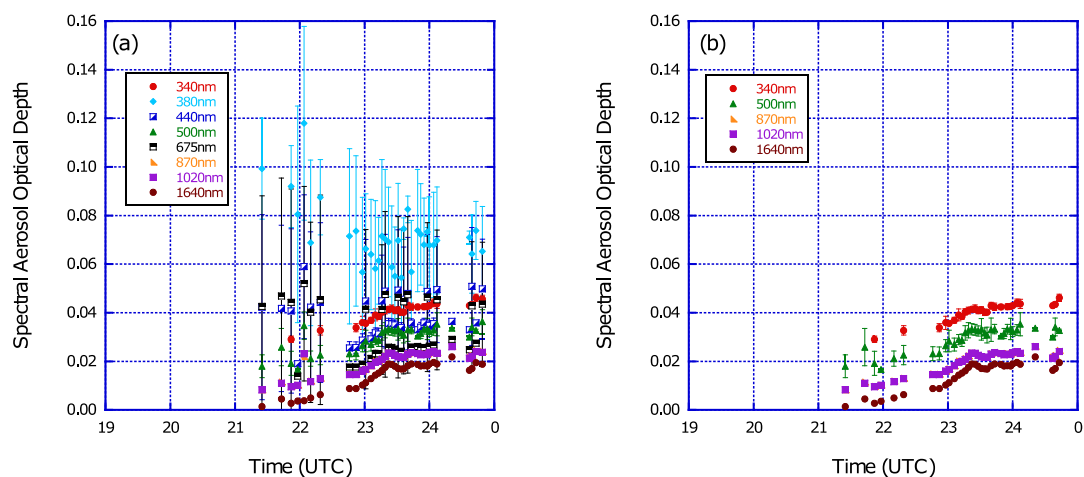 (a)
Spectral Aerosol Optical Depth
0.16
0.14
0.12
0.10
0.08
0.06
0.04
0.02
0.00
340nm
380nm
440nm
500nm
675nm
870nm
1020nm
1640nm
19 20 21 22 23 24 0
Time (UTC)
(b)
Spectral Aerosol Optical Depth
0.16
0.14
0.12
0.10
0.08
0.06
0.04
0.02
0.00
340nm
500nm
870nm
1020nm
1640nm
19 20 21 22 23 24 0
Time (UTC)